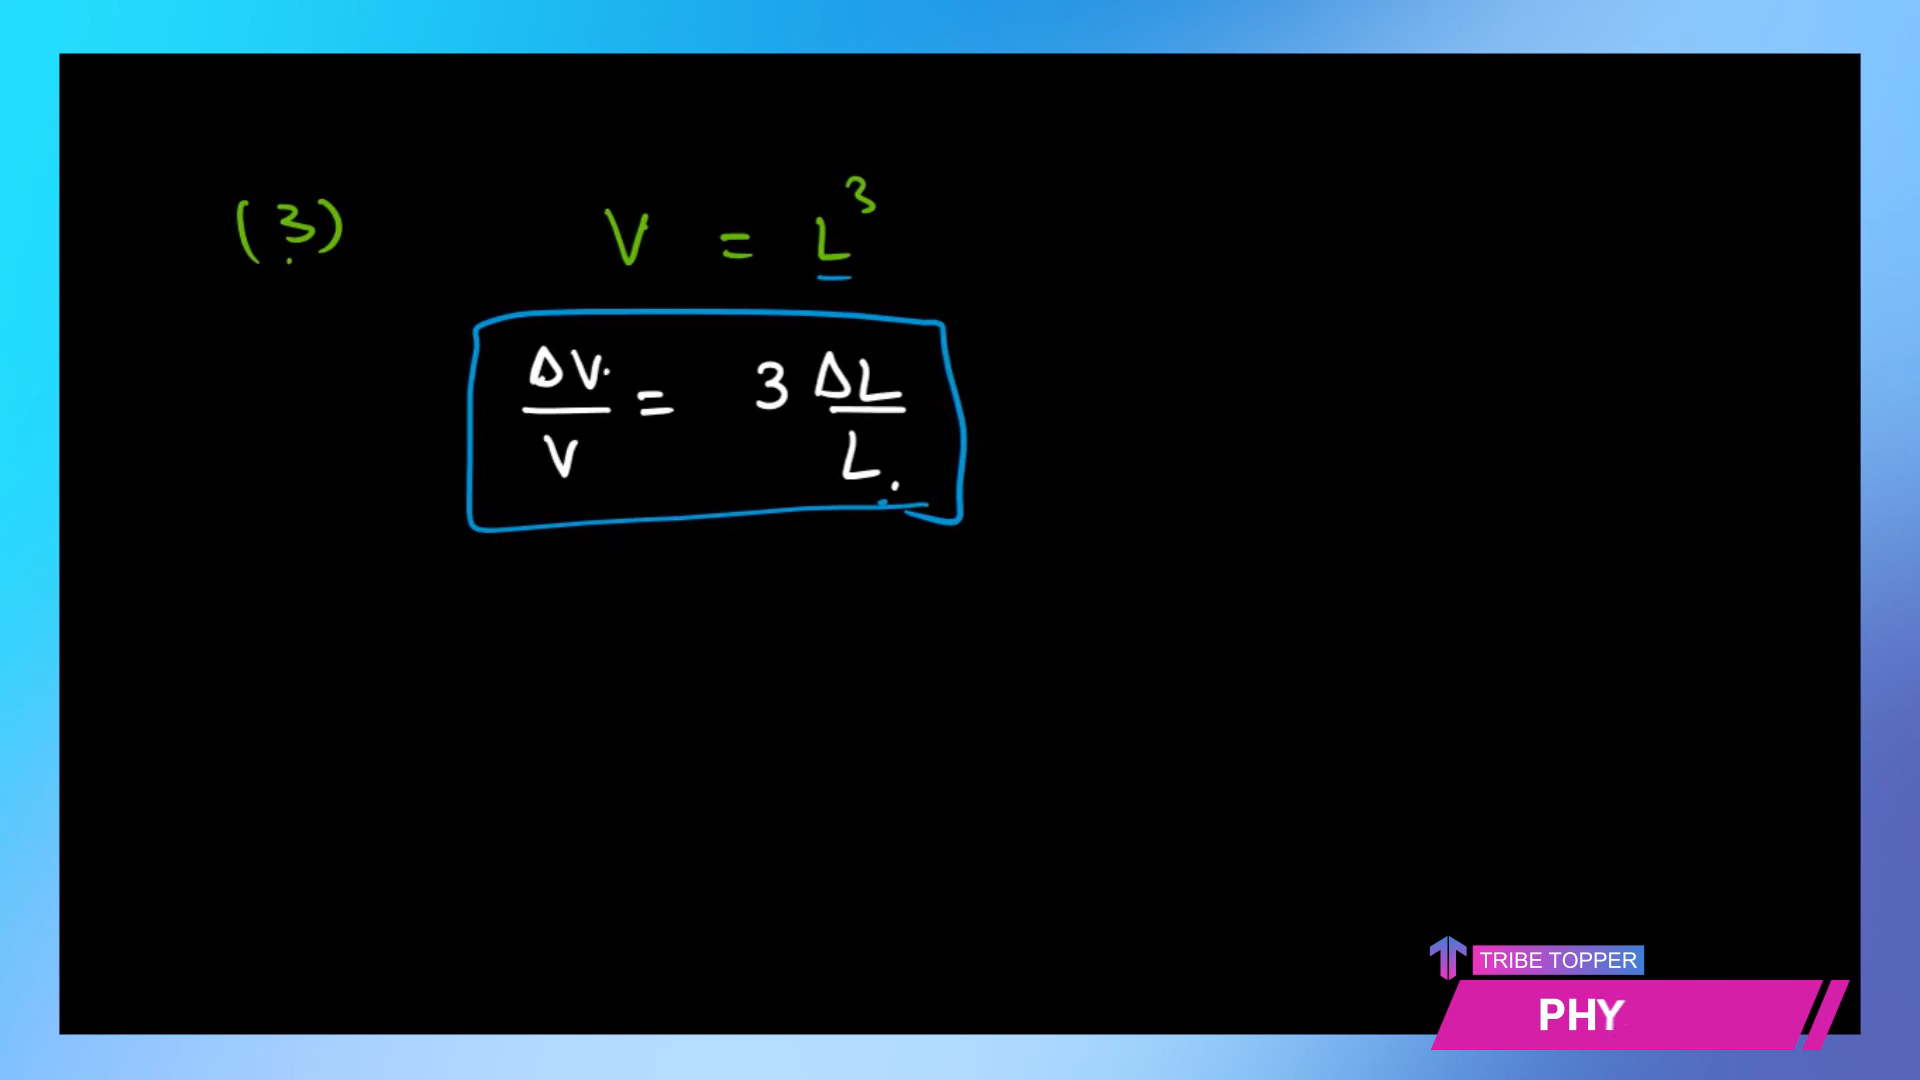 (3) V = L³
ΔV/V = 3 ΔL/L
TRIBE TOPPER
PHY